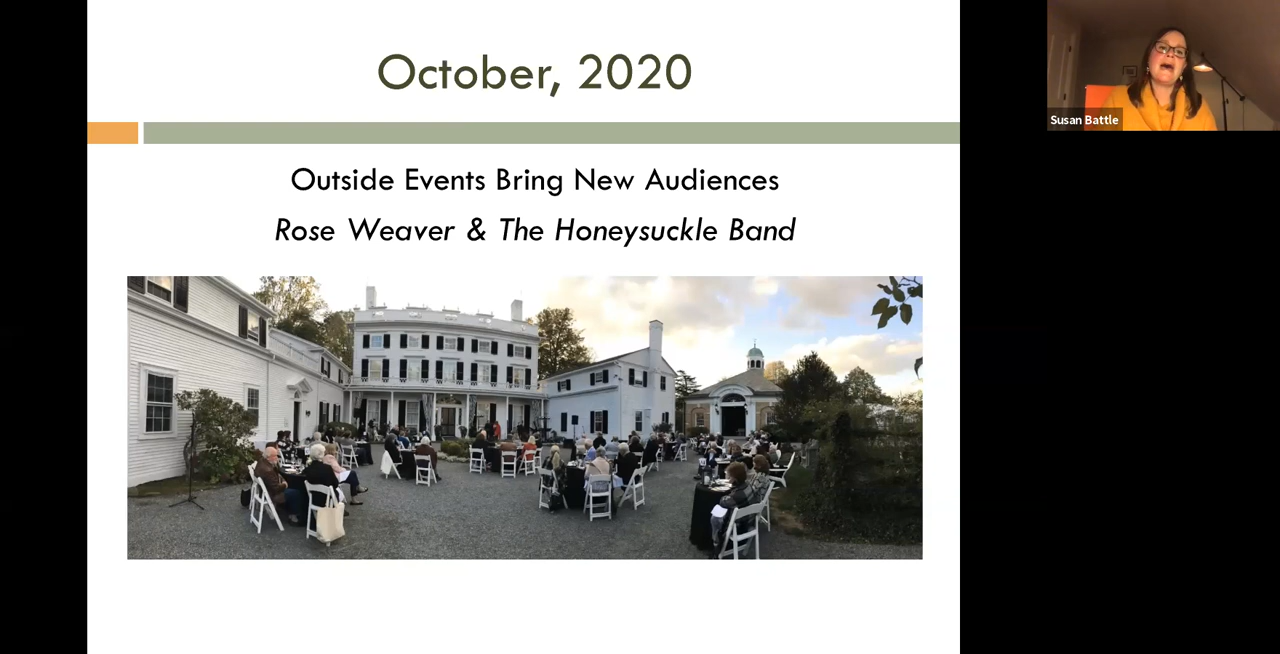 October, 2020
Outside Events Bring New Audiences
Rose Weaver & The Honeysuckle Band
Susan Battle